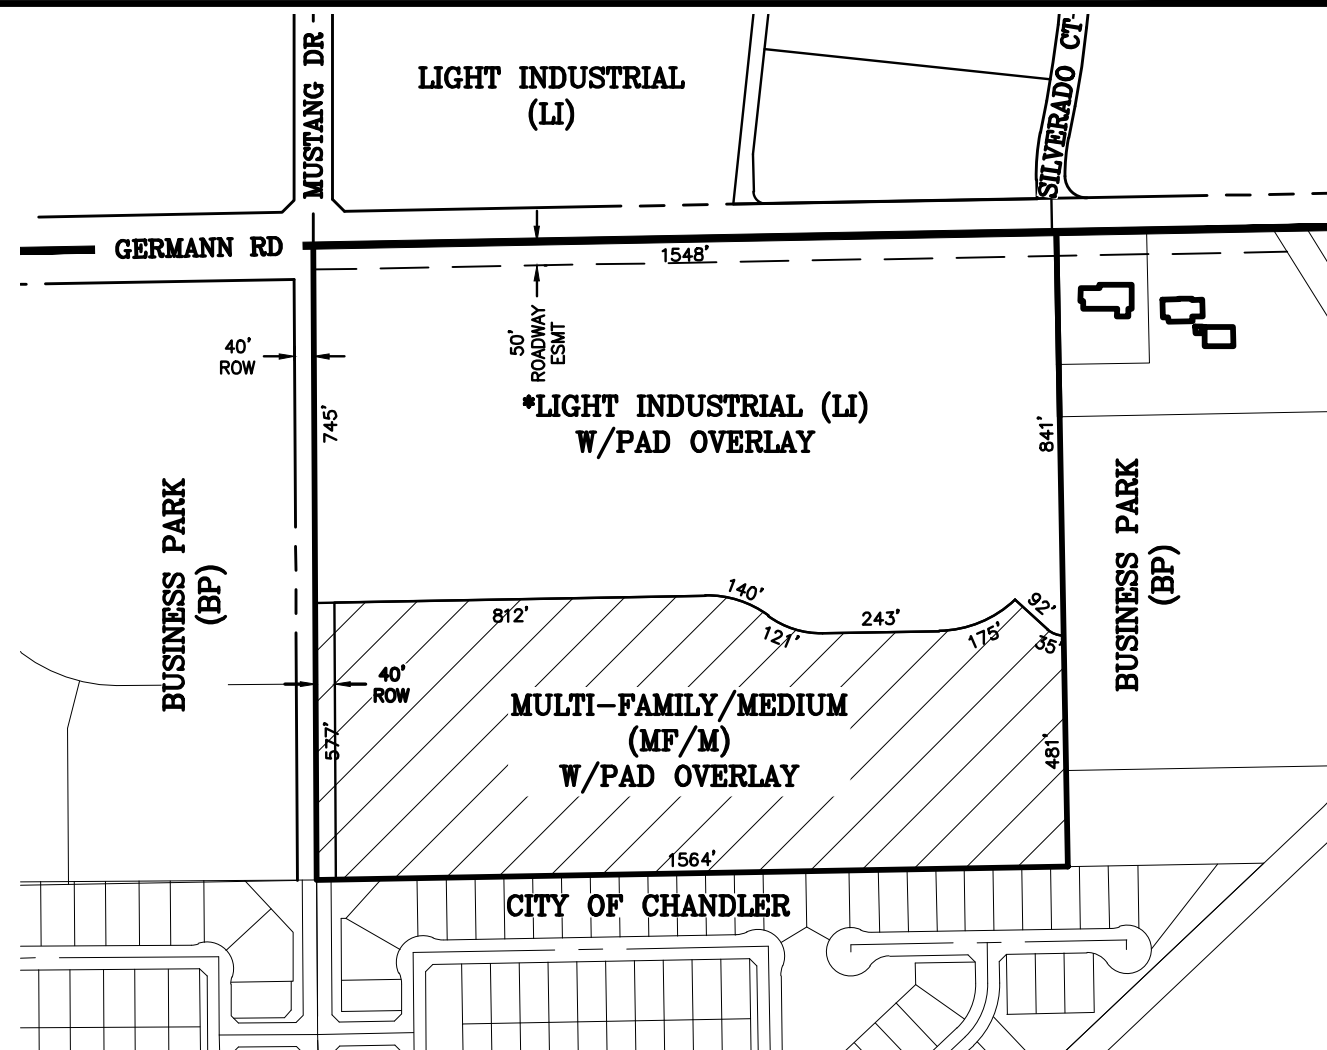 MUSTANG DR
LIGHT INDUSTRIAL
(LI)
SILVERADO CT
GERMANN RD
1548'
40'
ROW
50'
ROADWAY
ESMT
745'
*LIGHT INDUSTRIAL (LI)
W/PAD OVERLAY
841'
BUSINESS PARK
(BP)
BUSINESS PARK
(BP)
812'
140'
121'
243'
175'
92'
35'
40'
ROW
577'
MULTI-FAMILY/MEDIUM
(MF/M)
W/PAD OVERLAY
481'
1564'
CITY OF CHANDLER